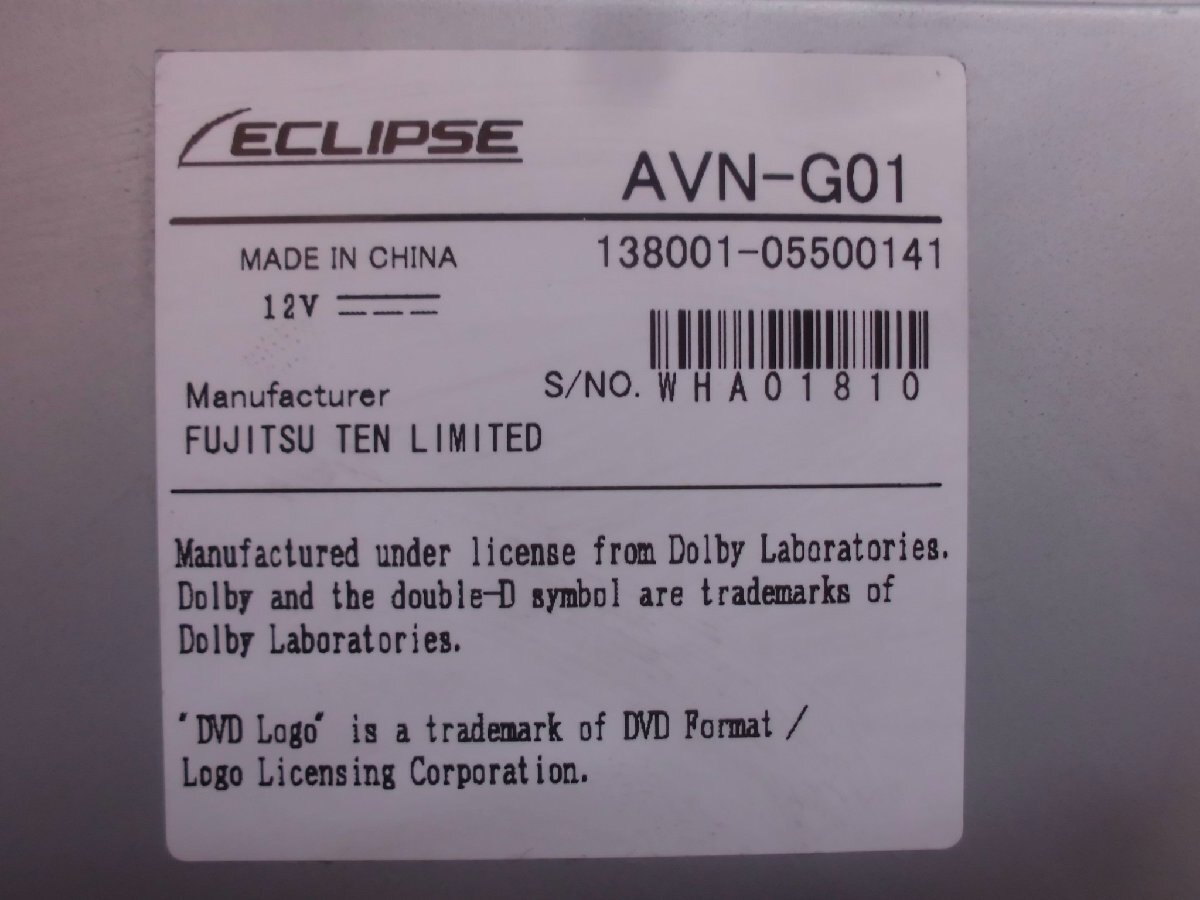 ECLIPSE
AVN-G01
MADE IN CHINA
138001-05500141
12V
S/NO. WHA01810
Manufacturer
FUJITSU TEN LIMITED
Manufactured under license from Dolby Laboratories.
Dolby and the double-D symbol are trademarks of
Dolby Laboratories.
"DVD Logo" is a trademark of DVD Format /
Logo Licensing Corporation.